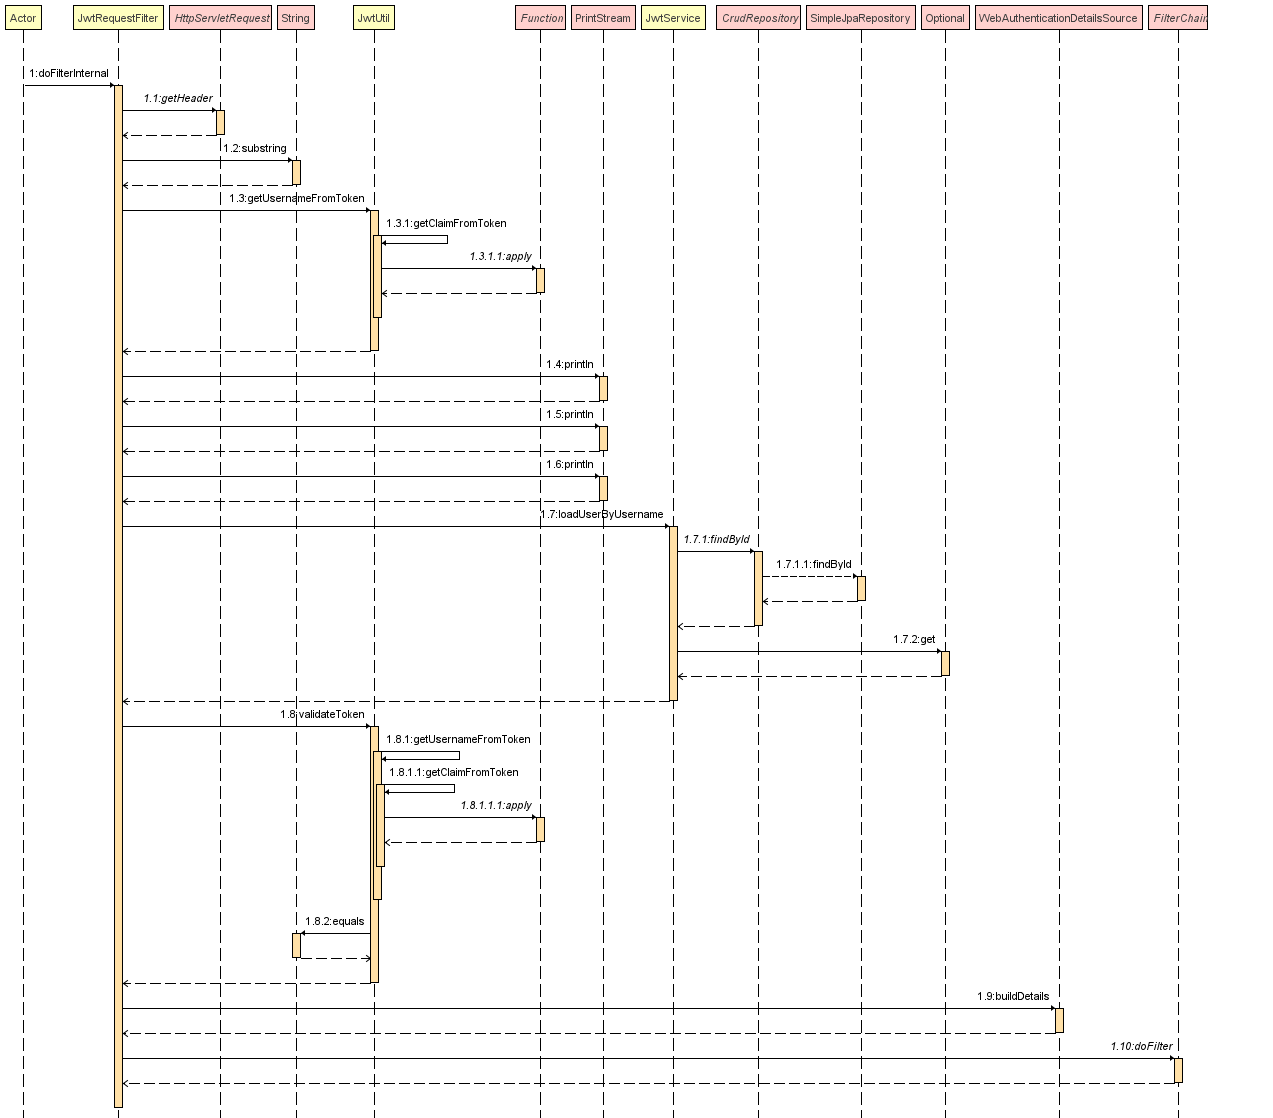 Actor
JwtRequestFilter
HttpServletRequest
String
JwtUtil
Function
PrintStream
JwtService
CrudRepository
SimpleJpaRepository
Optional
WebAuthenticationDetailsSource
FilterChain
1:doFilterInternal
1.1:getHeader
1.2:substring
1.3:getUsernameFromToken
1.3.1:getClaimFromToken
1.3.1.1:apply
1.4:println
1.5:println
1.6:println
1.7:loadUserByUsername
1.7.1:findById
1.7.1.1:findById
1.7.2:get
1.8:validateToken
1.8.1:getUsernameFromToken
1.8.1.1:getClaimFromToken
1.8.1.1.1:apply
1.8.2:equals
1.9:buildDetails
1.10:doFilter